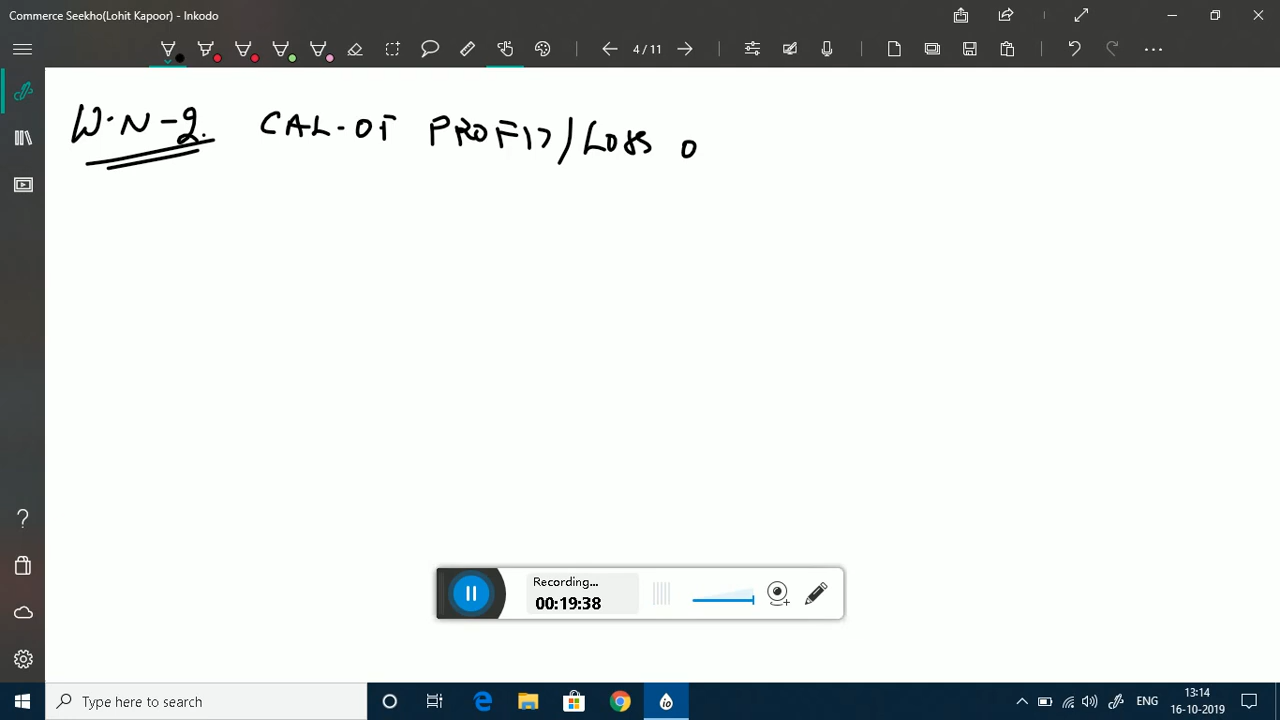 Commerce Seekho(Lohit Kapoor) - Inkodo
4/11
W·N-2. CAL-OF PROFIT/LOSS O
Recording...
00:19:38
Type here to search
ENG
13:14
16-10-2019